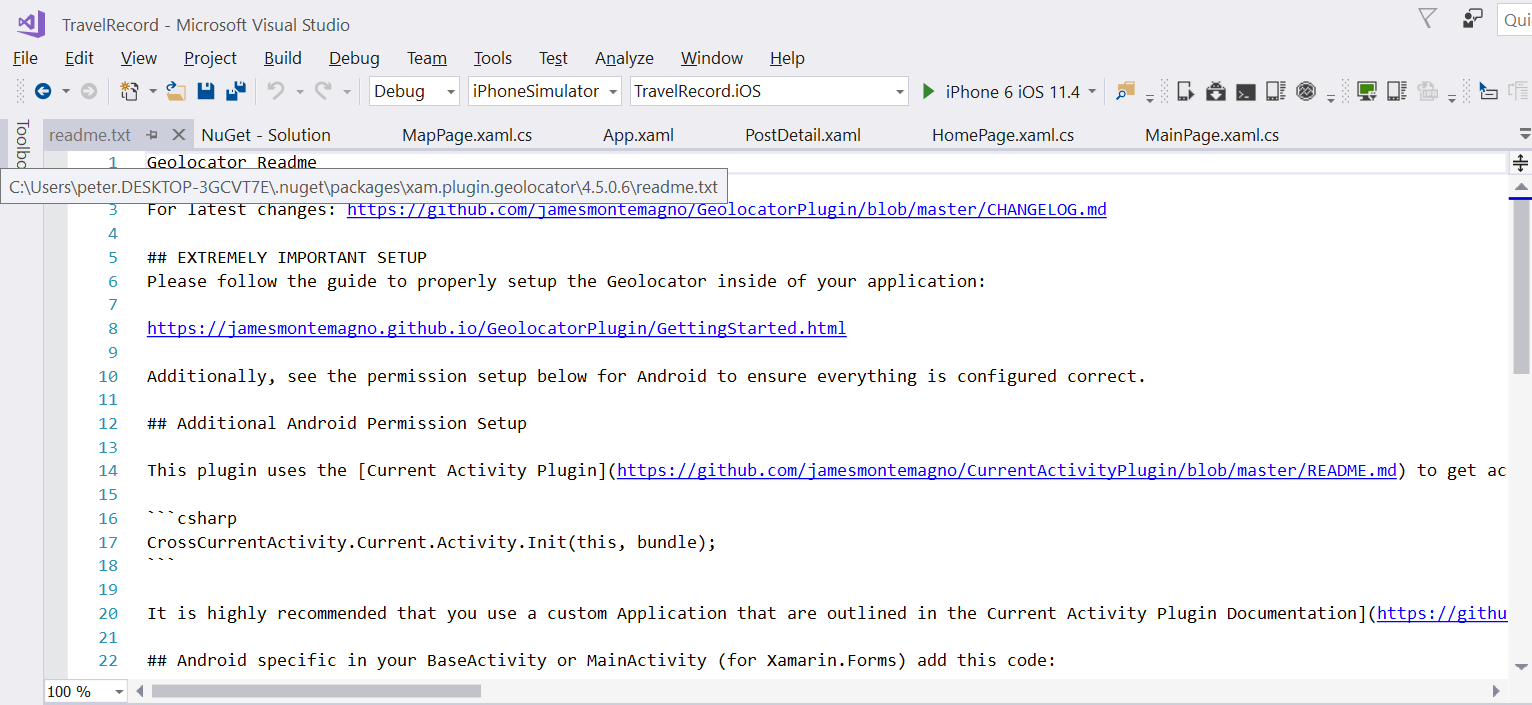 TravelRecord - Microsoft Visual Studio
Qui
File Edit View Project Build Debug Team Tools Test Analyze Window Help
Debug iPhoneSimulator TravelRecord.iOS iPhone 6 iOS 11.4
Toolbo
readme.txt NuGet - Solution MapPage.xaml.cs App.xaml PostDetail.xaml HomePage.xaml.cs MainPage.xaml.cs
1 Geolocator Readme
C:\Users\peter.DESKTOP-3GCVT7E\.nuget\packages\xam.plugin.geolocator\4.5.0.6\readme.txt
3 For latest changes: https://github.com/jamesmontemagno/GeolocatorPlugin/blob/master/CHANGELOG.md
4
5 ## EXTREMELY IMPORTANT SETUP
6 Please follow the guide to properly setup the Geolocator inside of your application:
7
8 https://jamesmontemagno.github.io/GeolocatorPlugin/GettingStarted.html
9
10 Additionally, see the permission setup below for Android to ensure everything is configured correct.
11
12 ## Additional Android Permission Setup
13
14 This plugin uses the [Current Activity Plugin](https://github.com/jamesmontemagno/CurrentActivityPlugin/blob/master/README.md) to get ac
15
16 ```csharp
17 CrossCurrentActivity.Current.Activity.Init(this, bundle);
18 ```
19
20 It is highly recommended that you use a custom Application that are outlined in the Current Activity Plugin Documentation](https://githu
21
22 ## Android specific in your BaseActivity or MainActivity (for Xamarin.Forms) add this code:
100 %